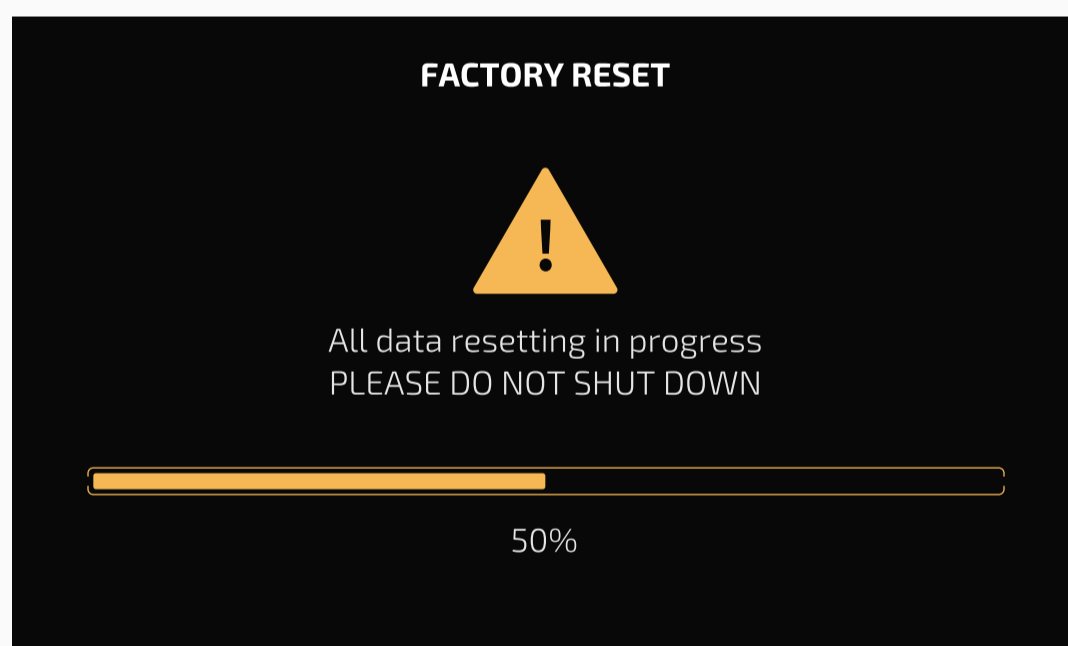 FACTORY RESET
!
All data resetting in progress
PLEASE DO NOT SHUT DOWN
50%